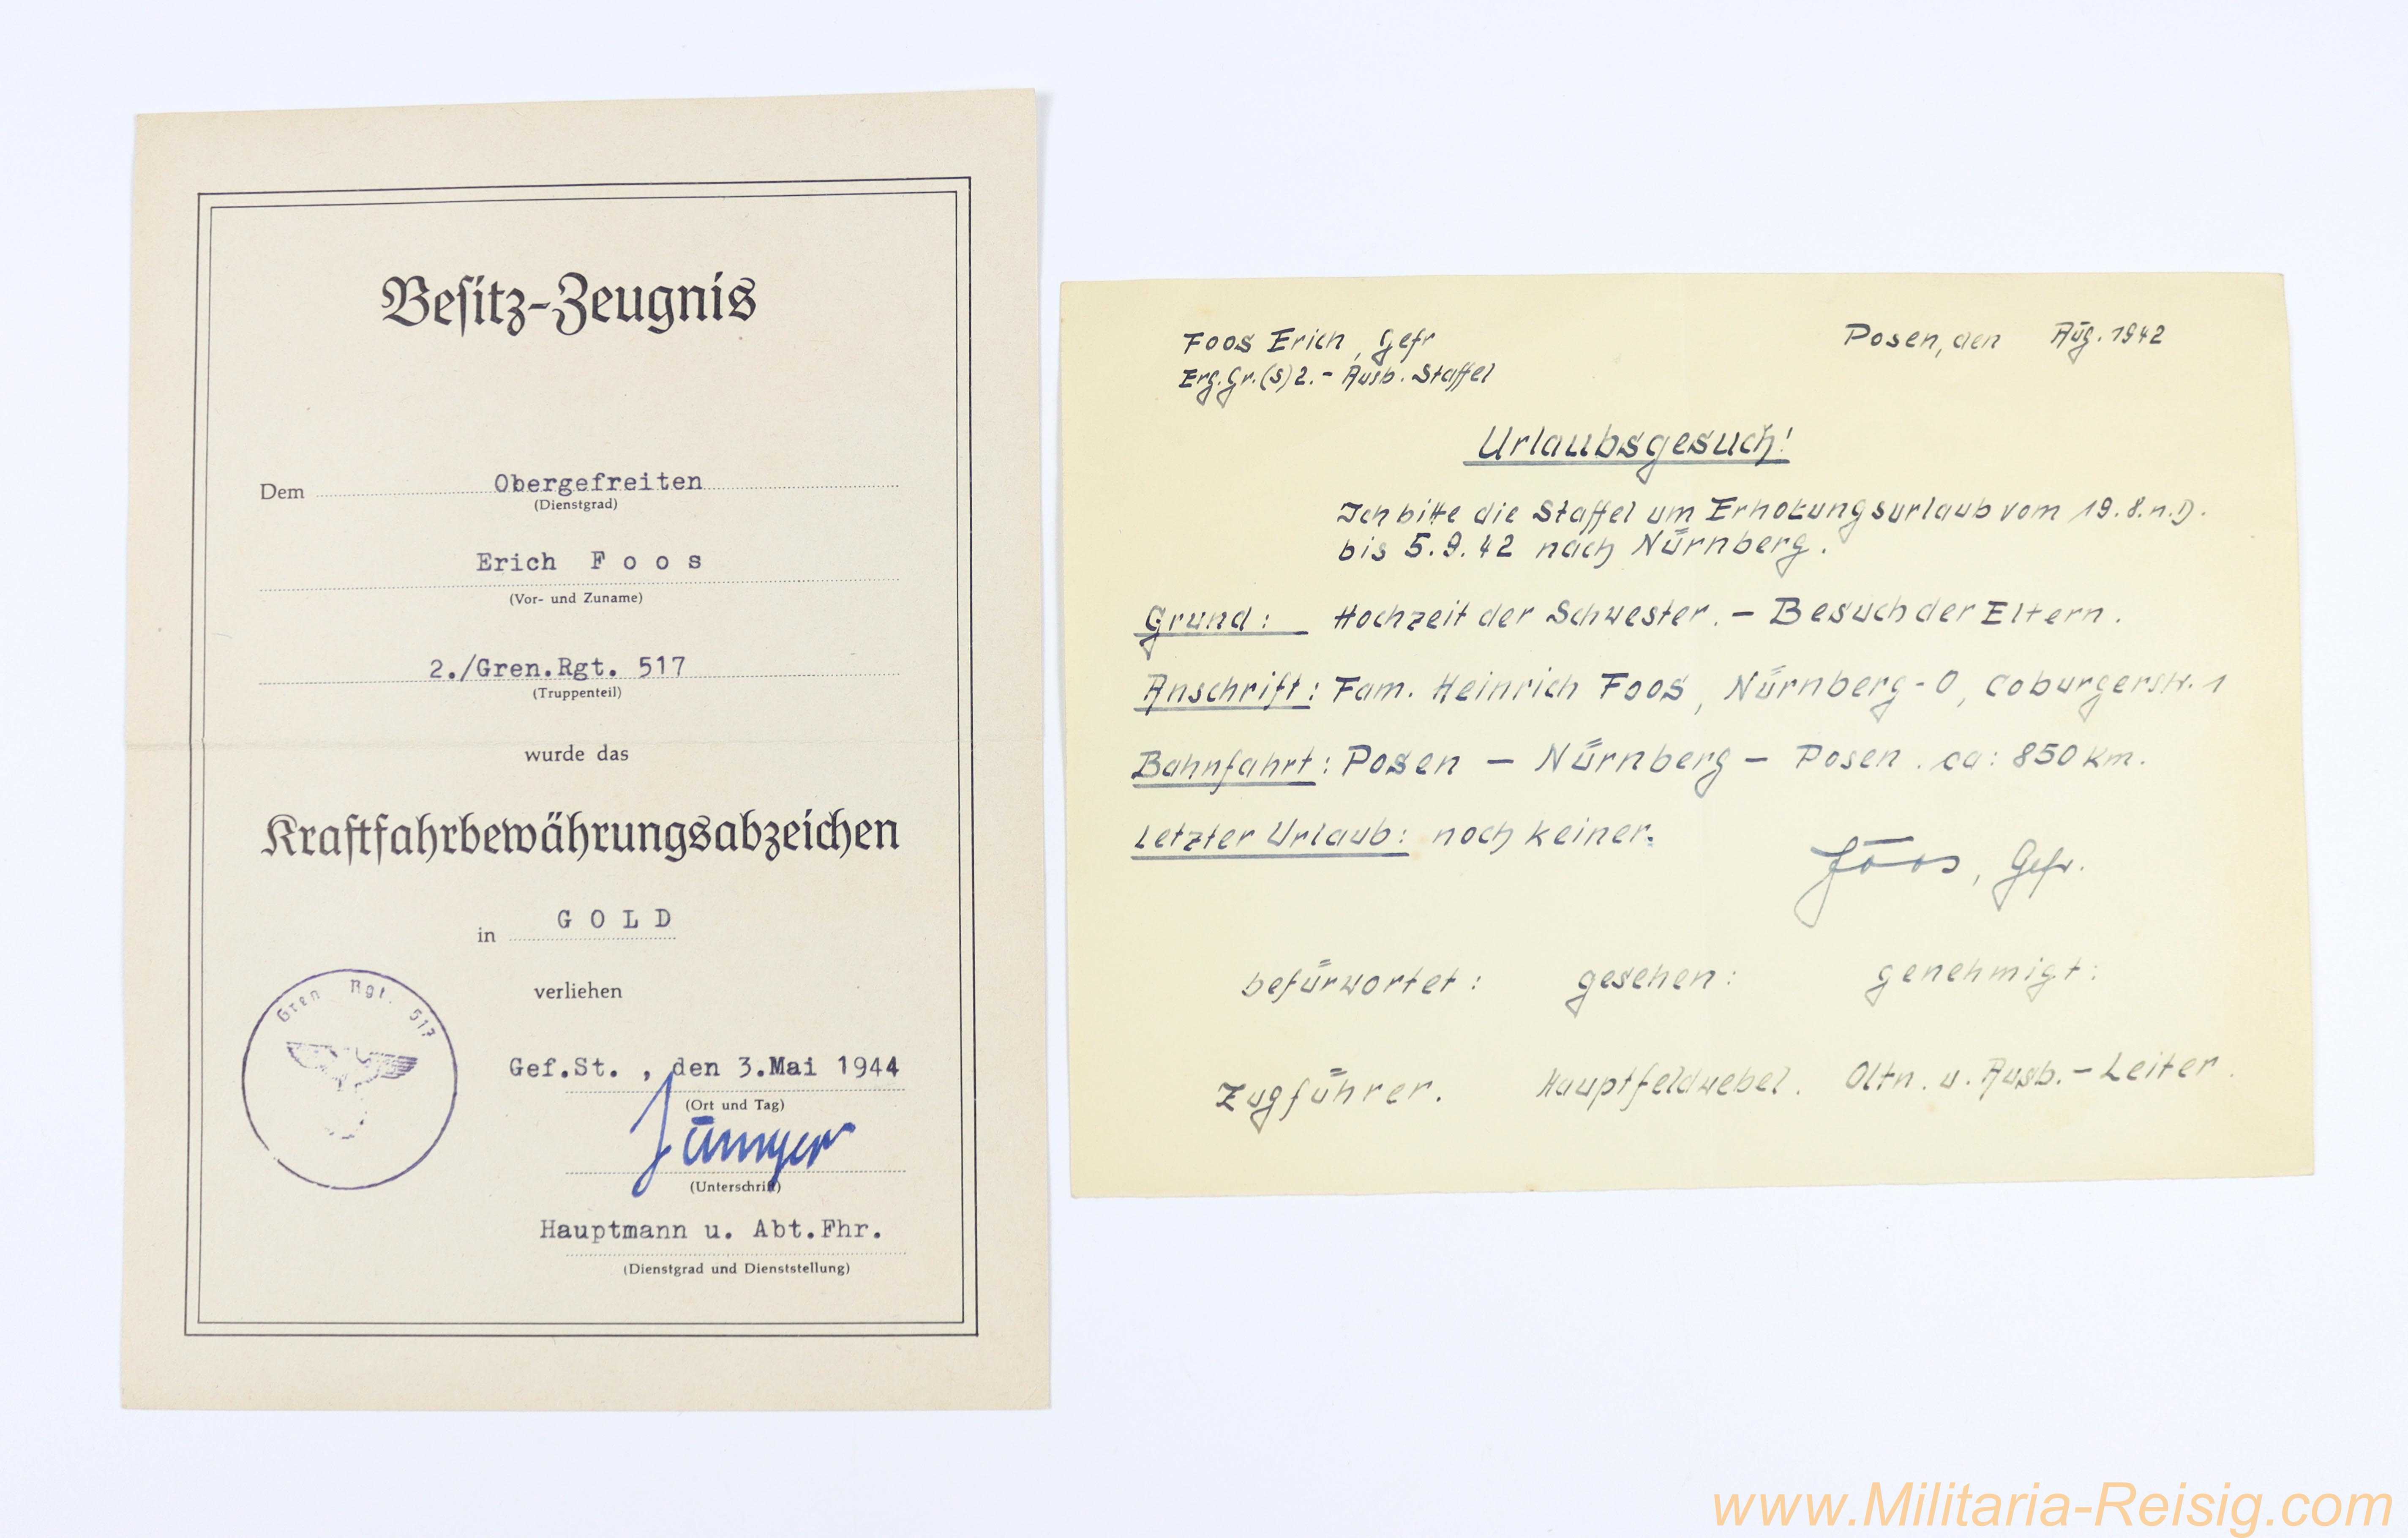 Besitz-Zeugnis
Dem Obergefreiten
(Dienstgrad)
Erich Foos
(Vor- und Zuname)
2./Gren.Rgt. 517
(Truppenteil)
wurde das
Kraftfahrbewährungsabzeichen
in GOLD
verliehen
Gren. Rgt. 517
Gef.St. , den 3.Mai 1944
(Ort und Tag)
(Unterschrift)
Hauptmann u. Abt.Fhr.
(Dienstgrad und Dienststellung)
Foos Erich, Gefr
Posen, den Aug. 1942
Erg.Gr.(S)2.- Ausb. Staffel
Urlaubsgesuch!
Ich bitte die Staffel um Erholungsurlaub vom 19.8.n.D.
bis 5.9.42 nach Nürnberg.
Grund: Hochzeit der Schwester. - Besuch der Eltern.
Anschrift: Fam. Heinrich Foos, Nürnberg-O, Coburgerstr. 1
Bahnfahrt: Posen - Nürnberg - Posen. ca: 850 km.
Letzter Urlaub: noch keiner.
Foos, Gefr.
befürwortet: gesehen: genehmigt:
Zugführer. Hauptfeldwebel. Oltn. u. Ausb.-Leiter.
www.Militaria-Reisig.com